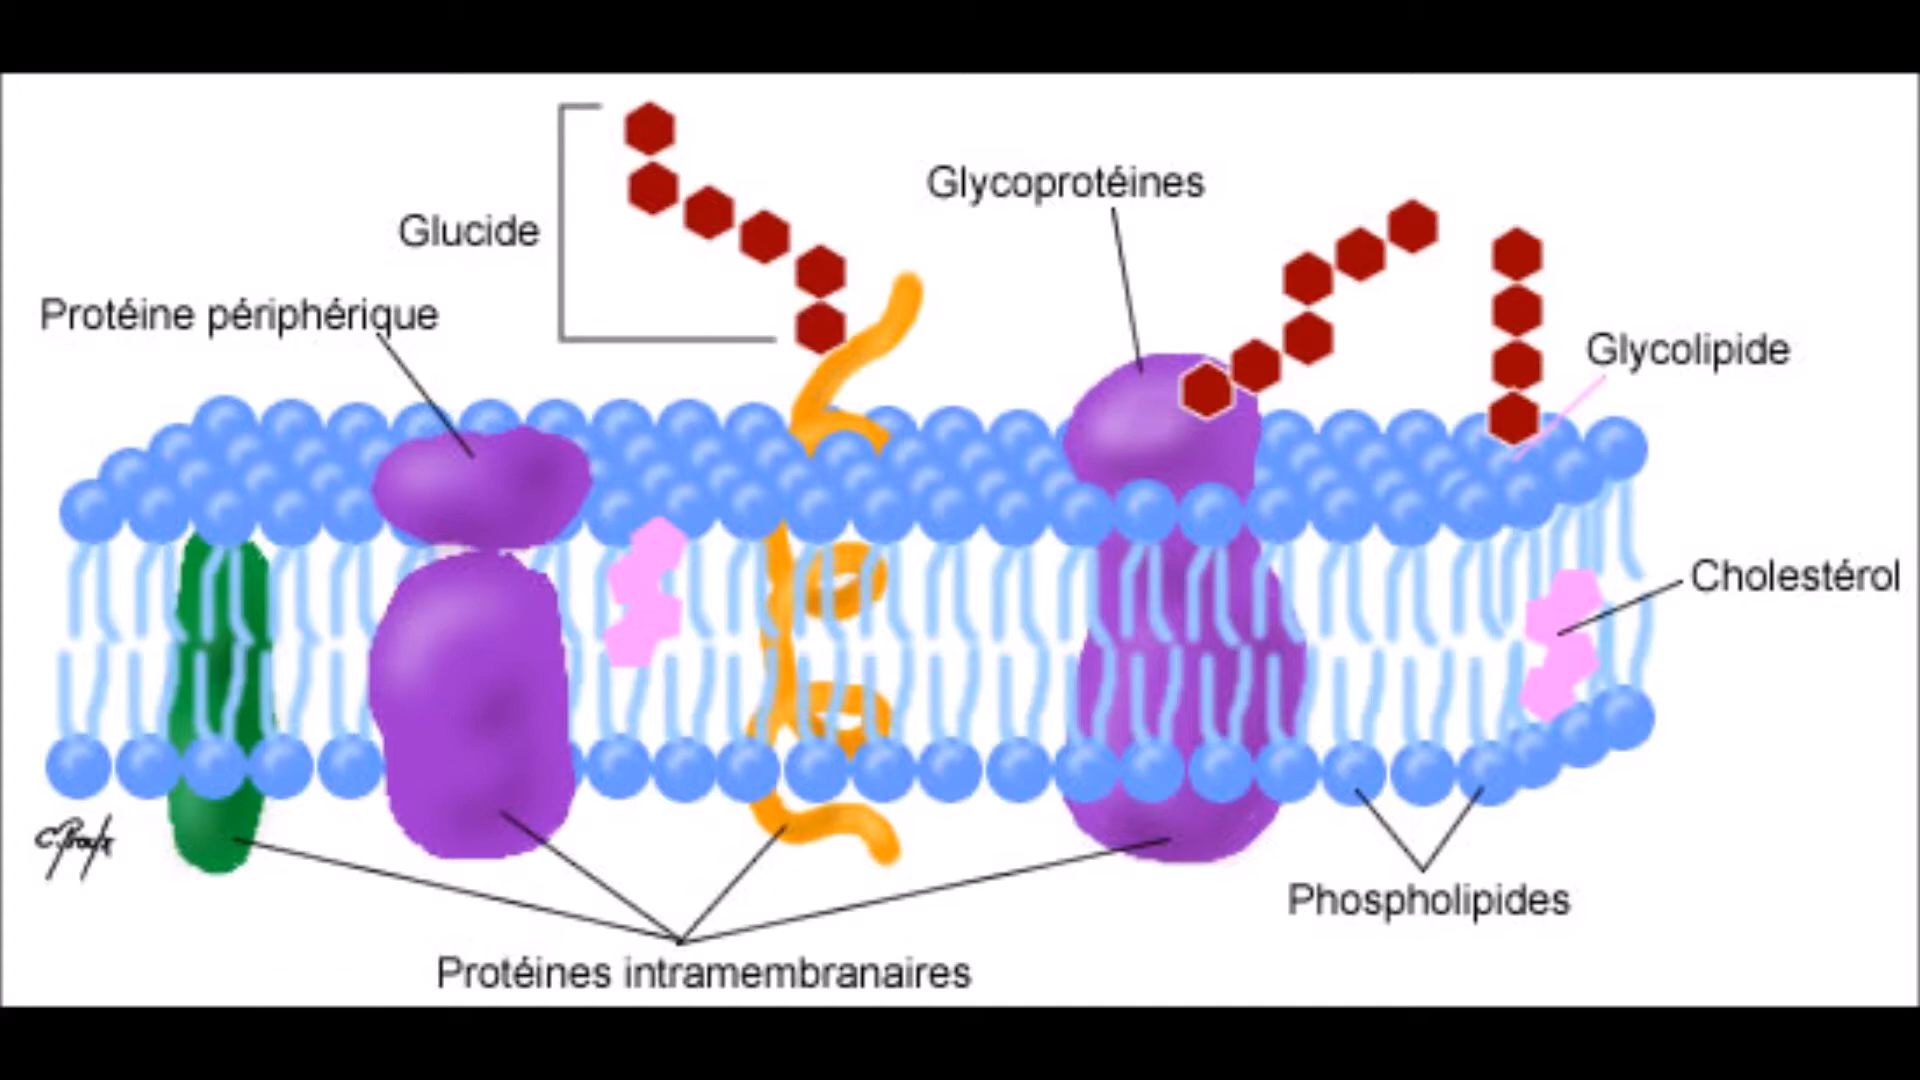 Glycoprotéines
Glucide
Protéine périphérique
Glycolipide
Cholestérol
Phospholipides
Protéines intramembranaires